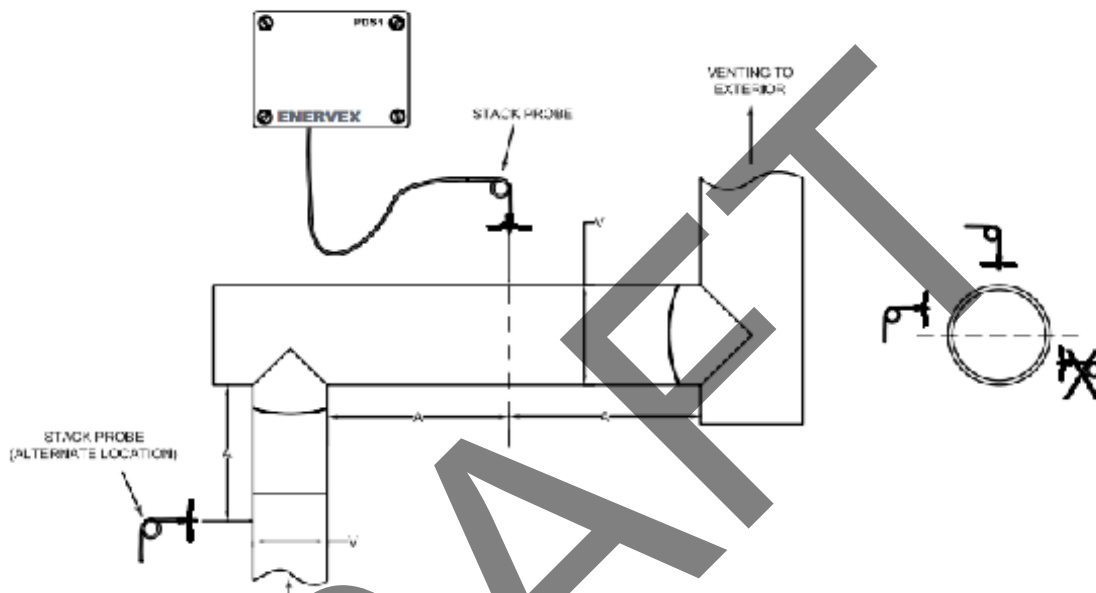 PDS1
ENERVEX
STACK PROBE
VENTING TO
EXTERIOR
V
A
A
STACK PROBE
(ALTERNATE LOCATION)
A
V
DRAFT